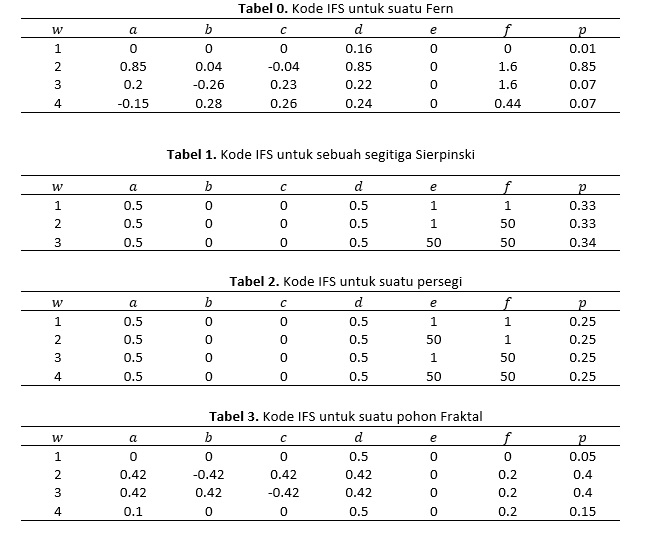 Tabel 0. Kode IFS untuk suatu Fern
w a b c d e f p
1 0 0 0 0.16 0 0 0.01
2 0.85 0.04 -0.04 0.85 0 1.6 0.85
3 0.2 -0.26 0.23 0.22 0 1.6 0.07
4 -0.15 0.28 0.26 0.24 0 0.44 0.07
Tabel 1. Kode IFS untuk sebuah segitiga Sierpinski
w a b c d e f p
1 0.5 0 0 0.5 1 1 0.33
2 0.5 0 0 0.5 1 50 0.33
3 0.5 0 0 0.5 50 50 0.34
Tabel 2. Kode IFS untuk suatu persegi
w a b c d e f p
1 0.5 0 0 0.5 1 1 0.25
2 0.5 0 0 0.5 50 1 0.25
3 0.5 0 0 0.5 1 50 0.25
4 0.5 0 0 0.5 50 50 0.25
Tabel 3. Kode IFS untuk suatu pohon Fraktal
w a b c d e f p
1 0 0 0 0.5 0 0 0.05
2 0.42 -0.42 0.42 0.42 0 0.2 0.4
3 0.42 0.42 -0.42 0.42 0 0.2 0.4
4 0.1 0 0 0.5 0 0.2 0.15